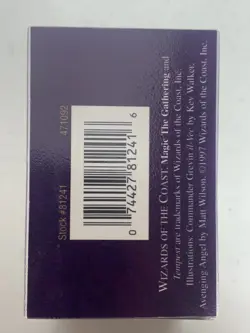 Stock #81241 471092
0 74427 81241 6
WIZARDS OF THE COAST, Magic The Gathering and
Tempest are trademarks of Wizards of the Coast, Inc.
Illustrations: Commander Grevin il-Vec by Kev Walker,
Avenging Angel by Matt Wilson. ©1997 Wizards of the Coast, Inc.